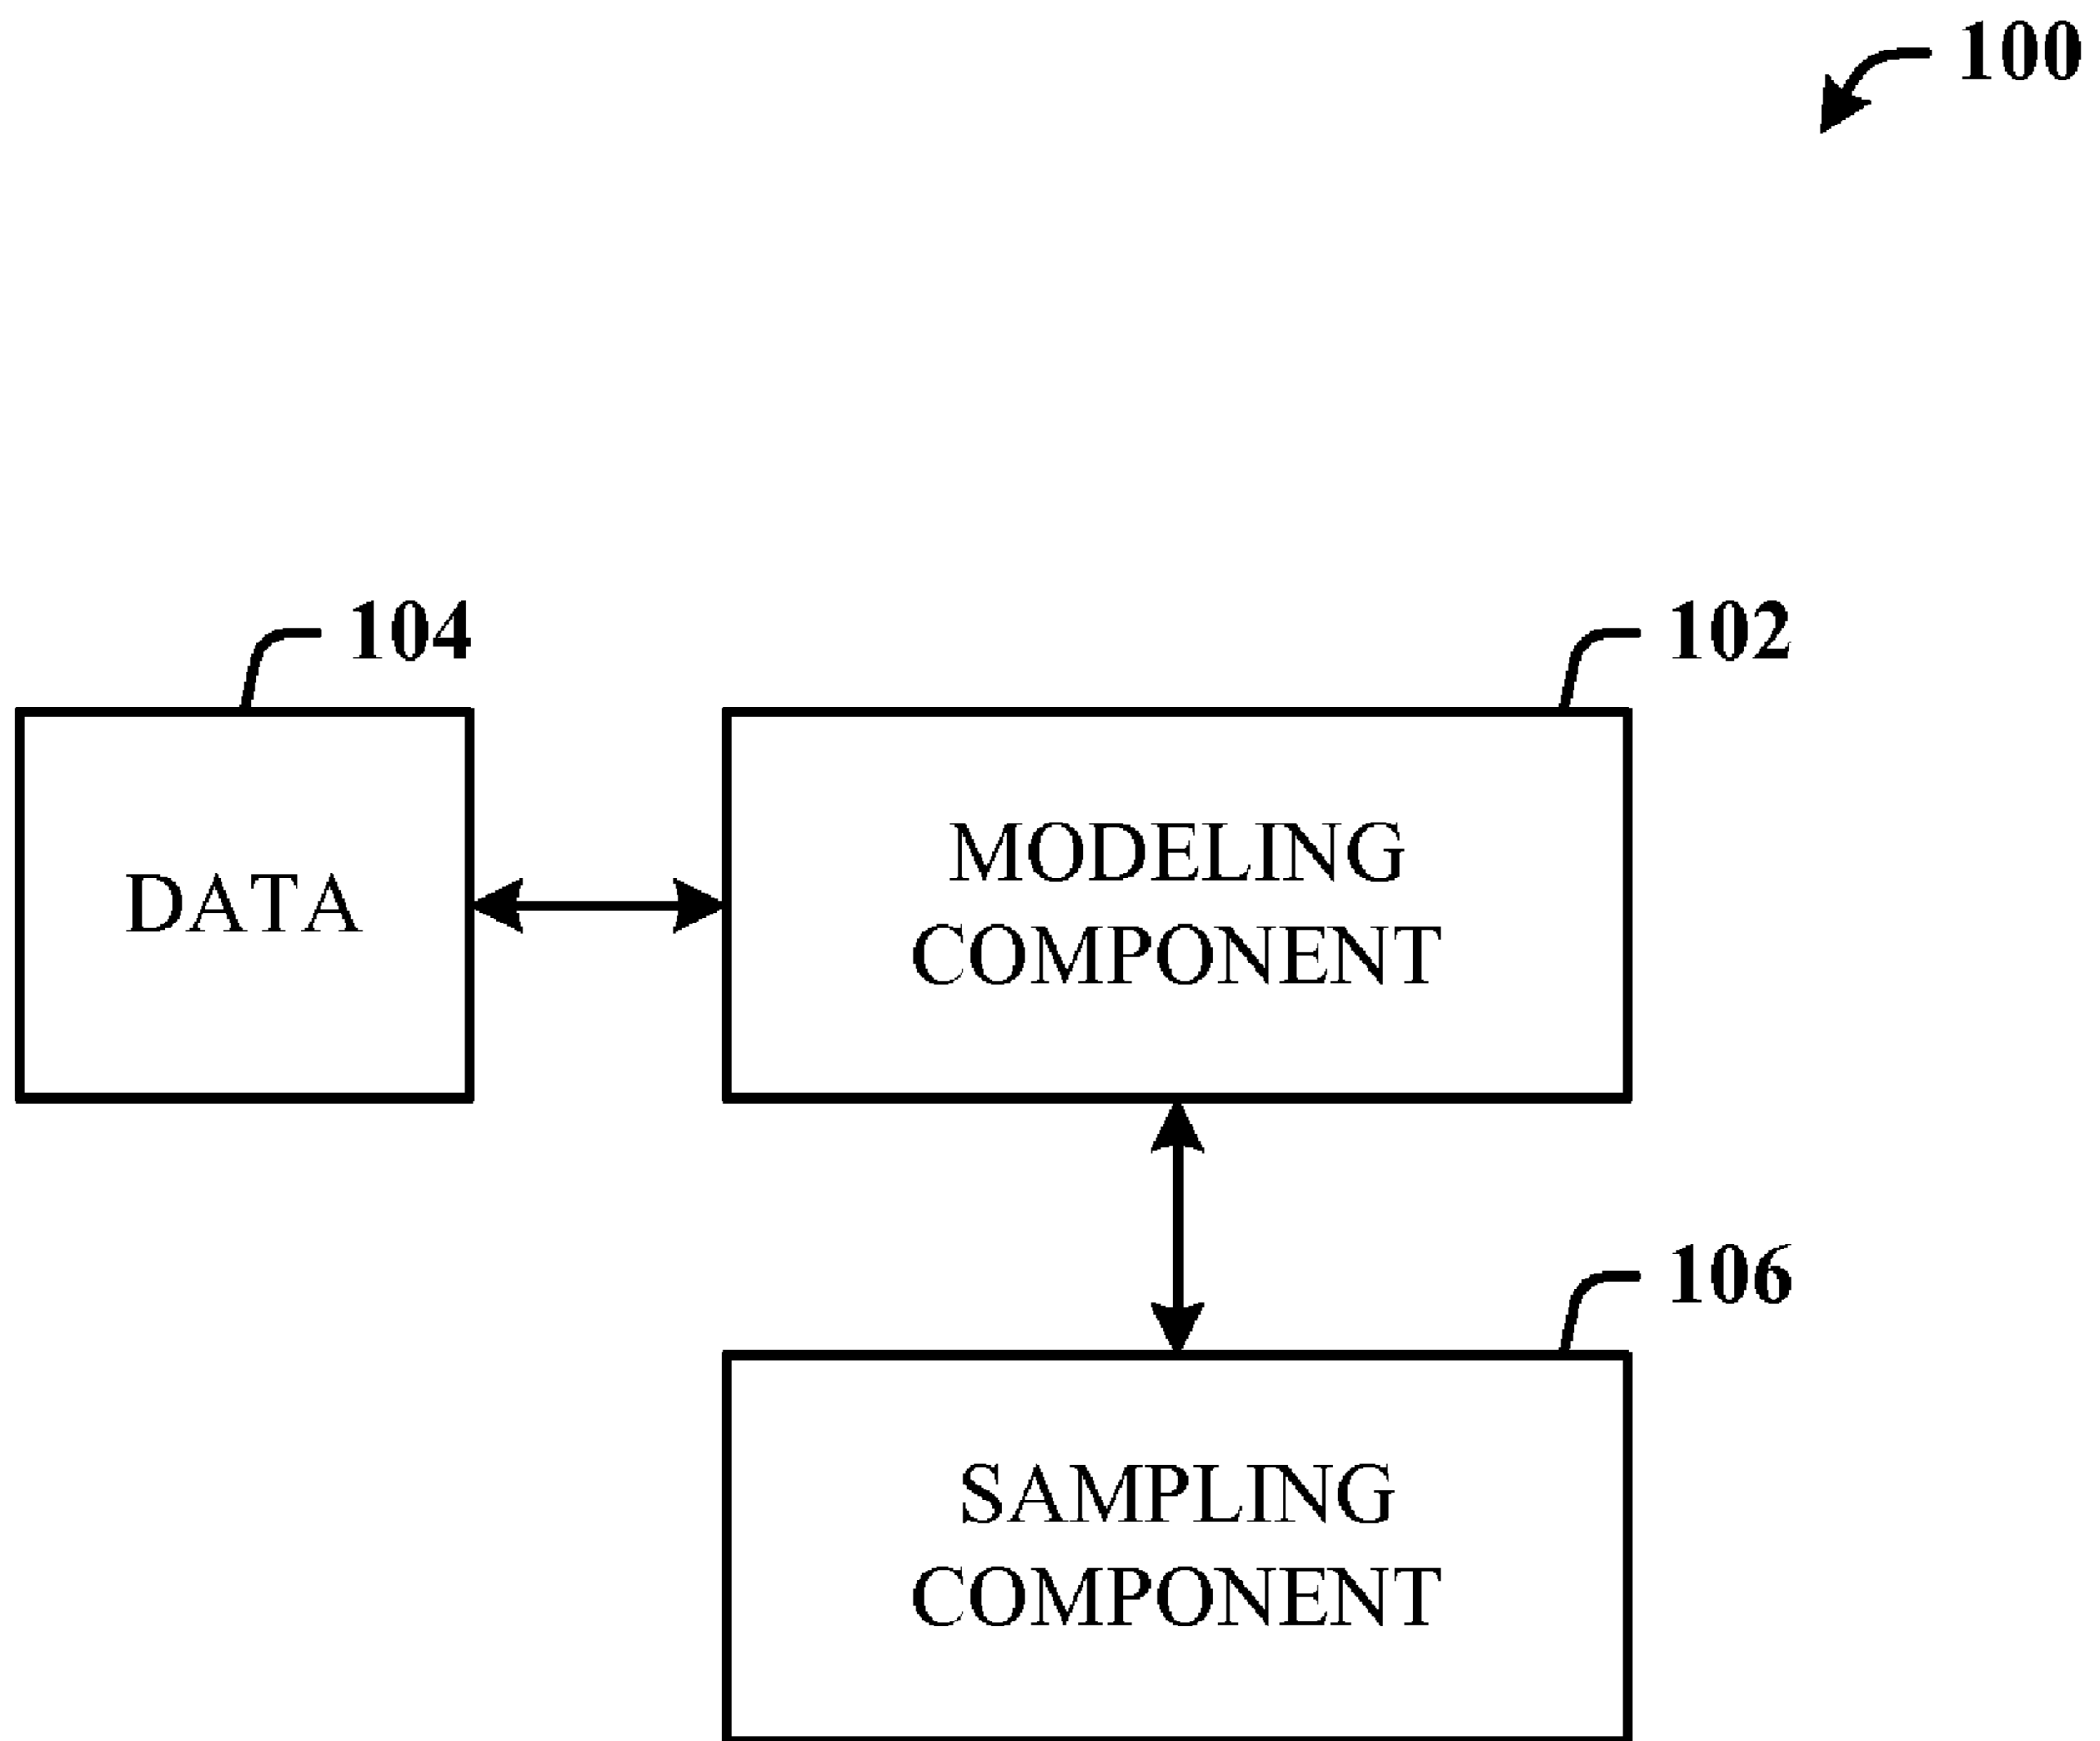 100
104
102
DATA
MODELING
COMPONENT
106
SAMPLING
COMPONENT